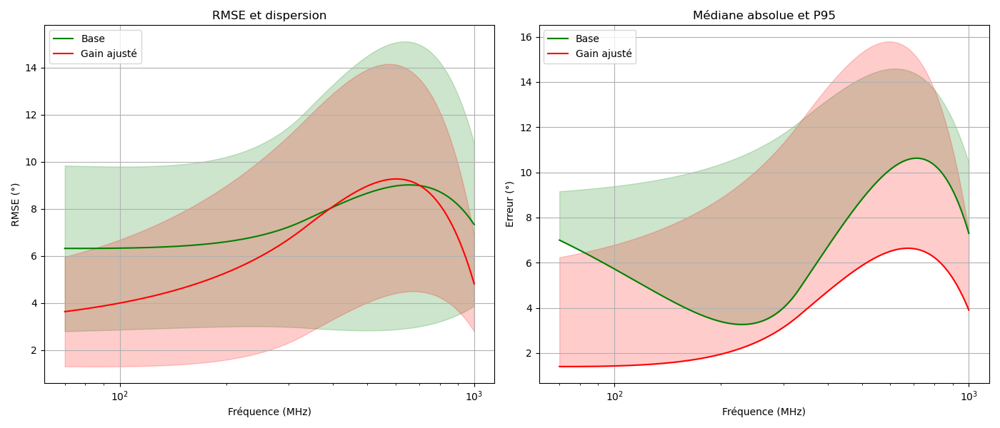 RMSE et dispersion
Base
Gain ajusté
14
12
10
8
6
4
2
RMSE (°)
10²
10³
Fréquence (MHz)
Médiane absolue et P95
Base
Gain ajusté
16
14
12
10
8
6
4
2
Erreur (°)
10²
10³
Fréquence (MHz)